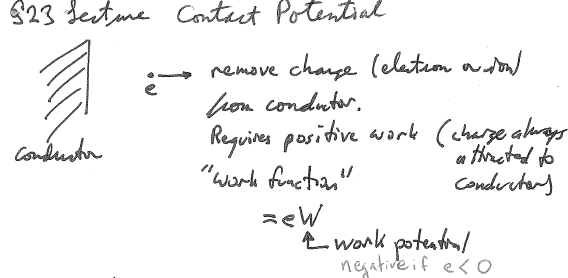 §23 Lecture Contact Potential
e → remove charge (electron or ion)
from conductor.
Requires positive work (charge always
attracted to
conductor)
conductor
"work function"
= eW
work potential
negative if e < 0